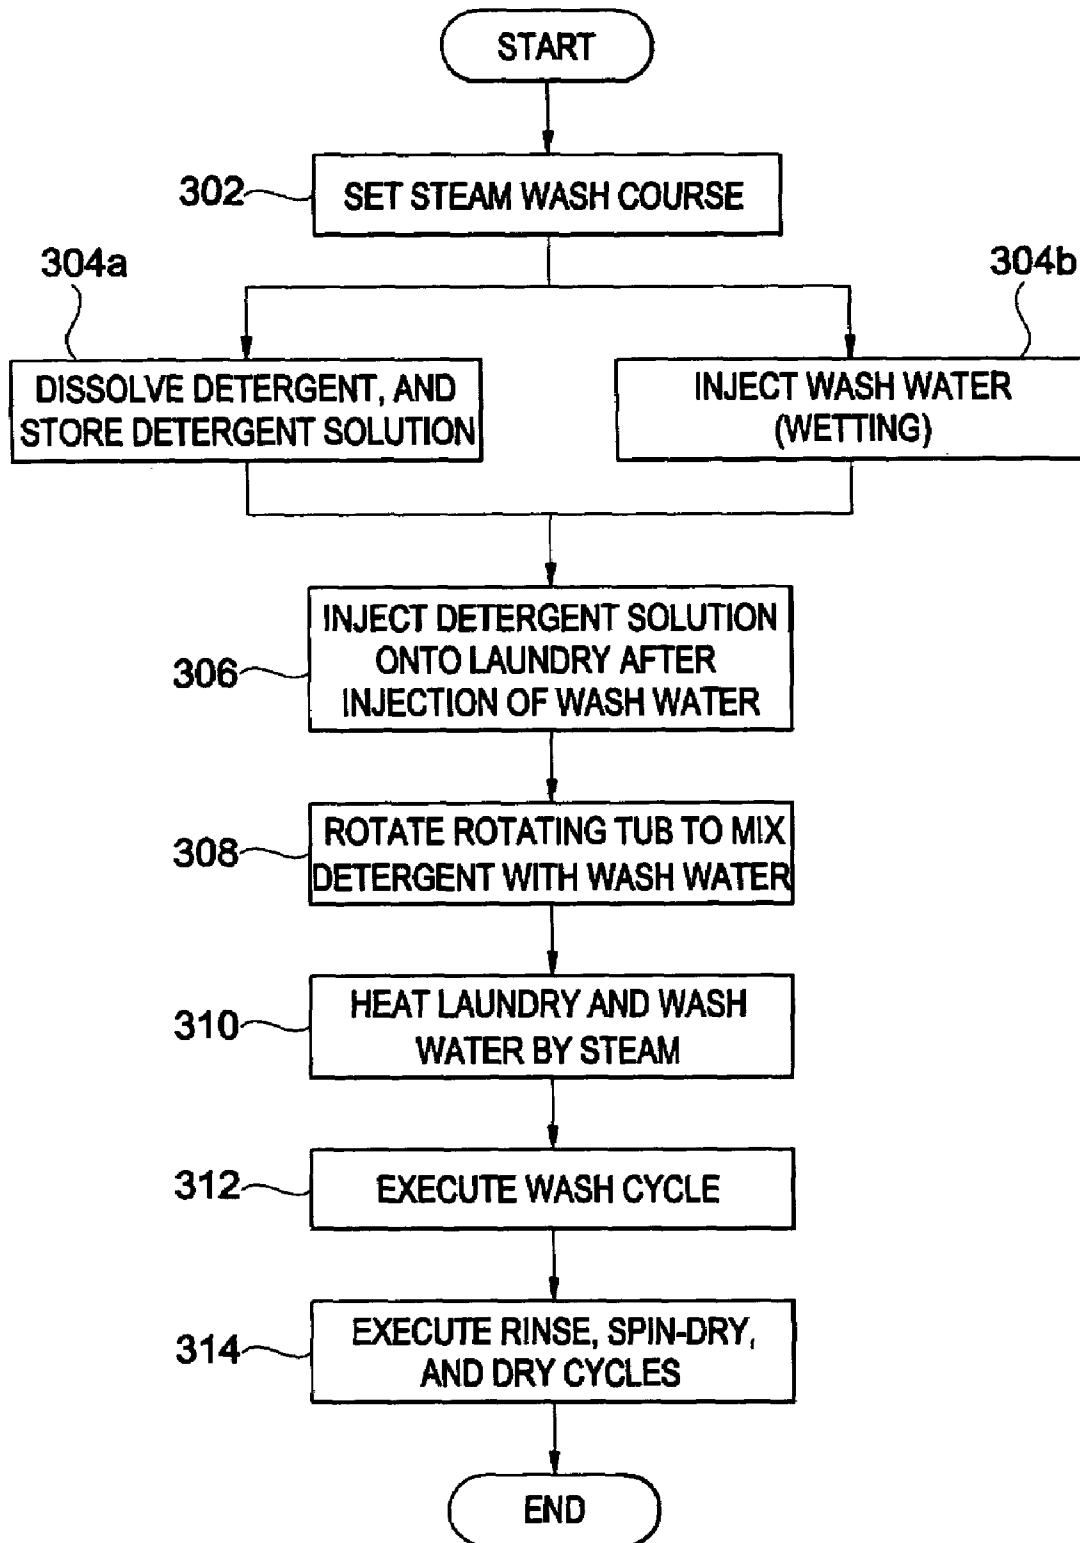 START
302
SET STEAM WASH COURSE
304a
304b
DISSOLVE DETERGENT, AND
STORE DETERGENT SOLUTION
INJECT WASH WATER
(WETTING)
306
INJECT DETERGENT SOLUTION
ONTO LAUNDRY AFTER
INJECTION OF WASH WATER
308
ROTATE ROTATING TUB TO MIX
DETERGENT WITH WASH WATER
310
HEAT LAUNDRY AND WASH
WATER BY STEAM
312
EXECUTE WASH CYCLE
314
EXECUTE RINSE, SPIN-DRY,
AND DRY CYCLES
END